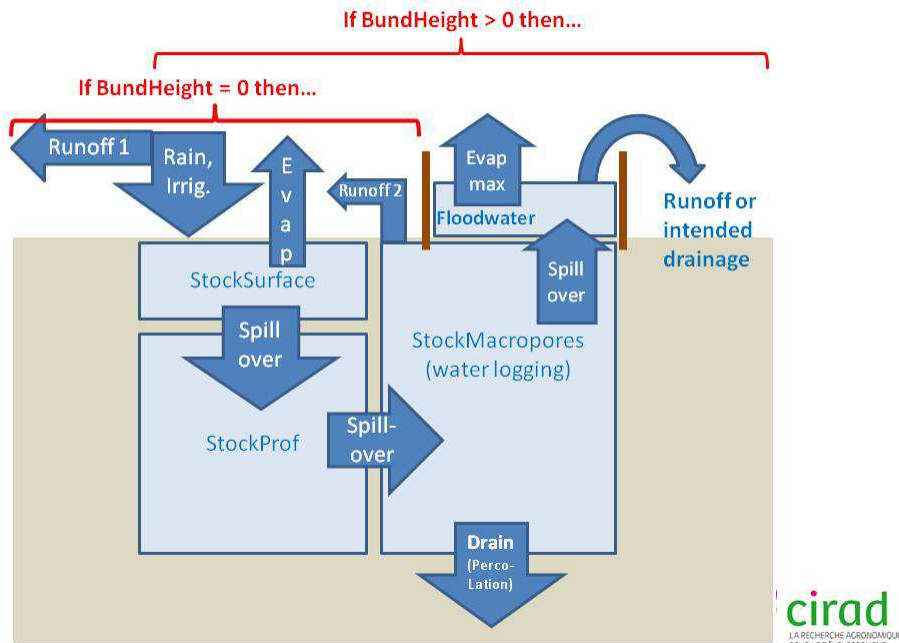 If BundHeight > 0 then...
If BundHeight = 0 then...
Runoff 1
Rain,
Irrig.
E
v
a
p
Runoff 2
Evap
max
Floodwater
Runoff or
intended
drainage
StockSurface
Spill
over
Spill
over
StockMacropores
(water logging)
StockProf
Spill-
over
Drain
(Perco-
Lation)
cirad
LA RECHERCHE AGRONOMIQUE